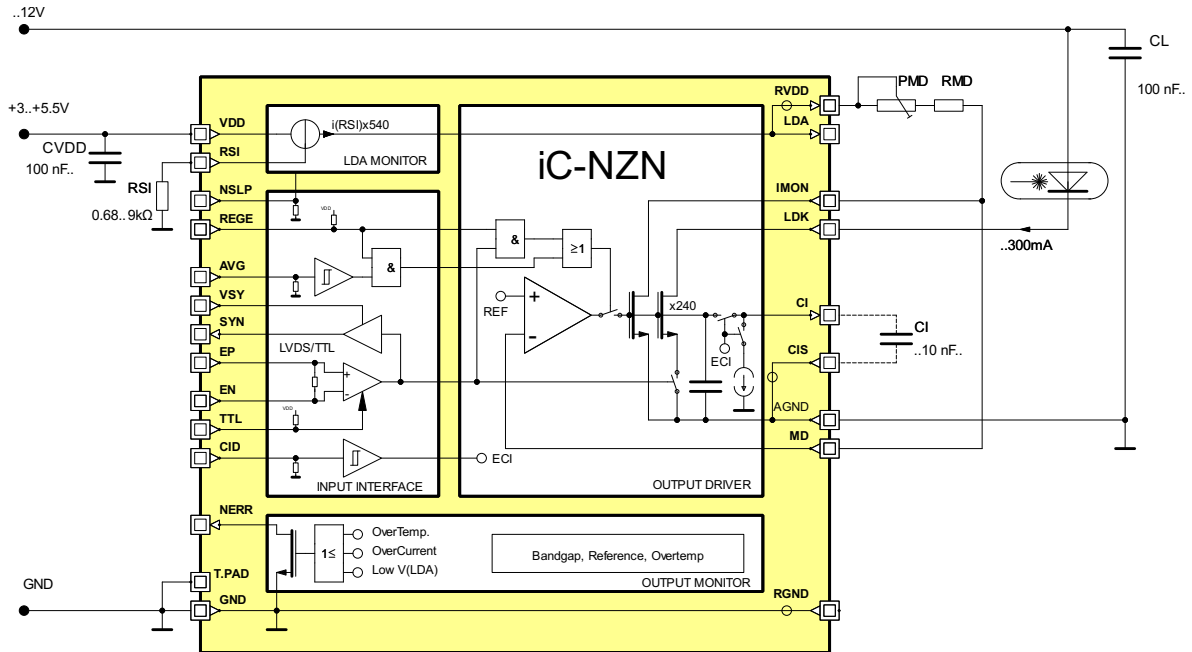 ..12V
CL
100 nF..
+3..+5.5V
CVDD
100 nF..
RSI
0.68..9kΩ
VDD
RSI
NSLP
REGE
AVG
VSY
SYN
EP
EN
TTL
CID
NERR
T.PAD
GND
GND
i(RSI)x540
LDA MONITOR
VDD
&
LVDS/TTL
+
-
VDD
ECI
INPUT INTERFACE
iC-NZN
&
≥1
REF
+
-
x240
ECI
OUTPUT DRIVER
1≤
OverTemp.
OverCurrent
Low V(LDA)
Bandgap, Reference, Overtemp
OUTPUT MONITOR
RVDD
LDA
IMON
LDK
CI
CIS
AGND
MD
RGND
PMD
RMD
..300mA
CI
..10 nF..